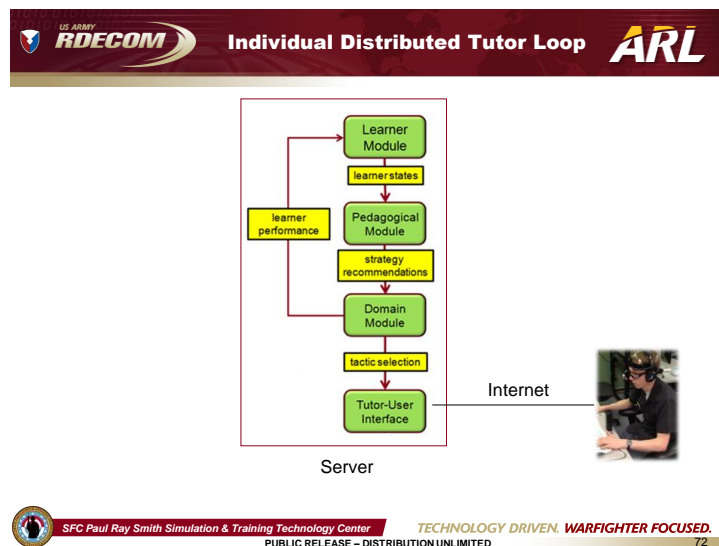 US ARMY
RDECOM
Individual Distributed Tutor Loop
ARL
Learner
Module
learner states
learner
performance
Pedagogical
Module
strategy
recommendations
Domain
Module
tactic selection
Tutor-User
Interface
Internet
Server
SFC Paul Ray Smith Simulation & Training Technology Center
TECHNOLOGY DRIVEN. WARFIGHTER FOCUSED.
PUBLIC RELEASE – DISTRIBUTION UNLIMITED
72